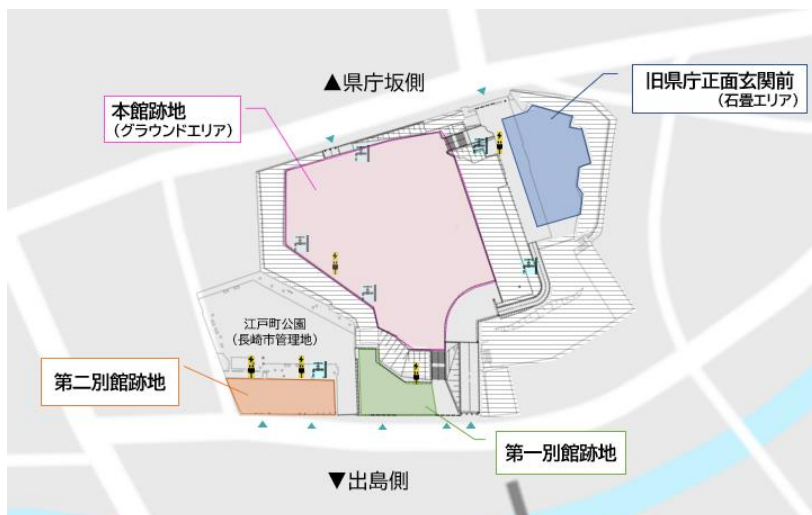 ▲県庁坂側
旧県庁正面玄関前
(石畳エリア)
本館跡地
(グラウンドエリア)
江戸町公園
(長崎市管理地)
第二別館跡地
第一別館跡地
▼出島側